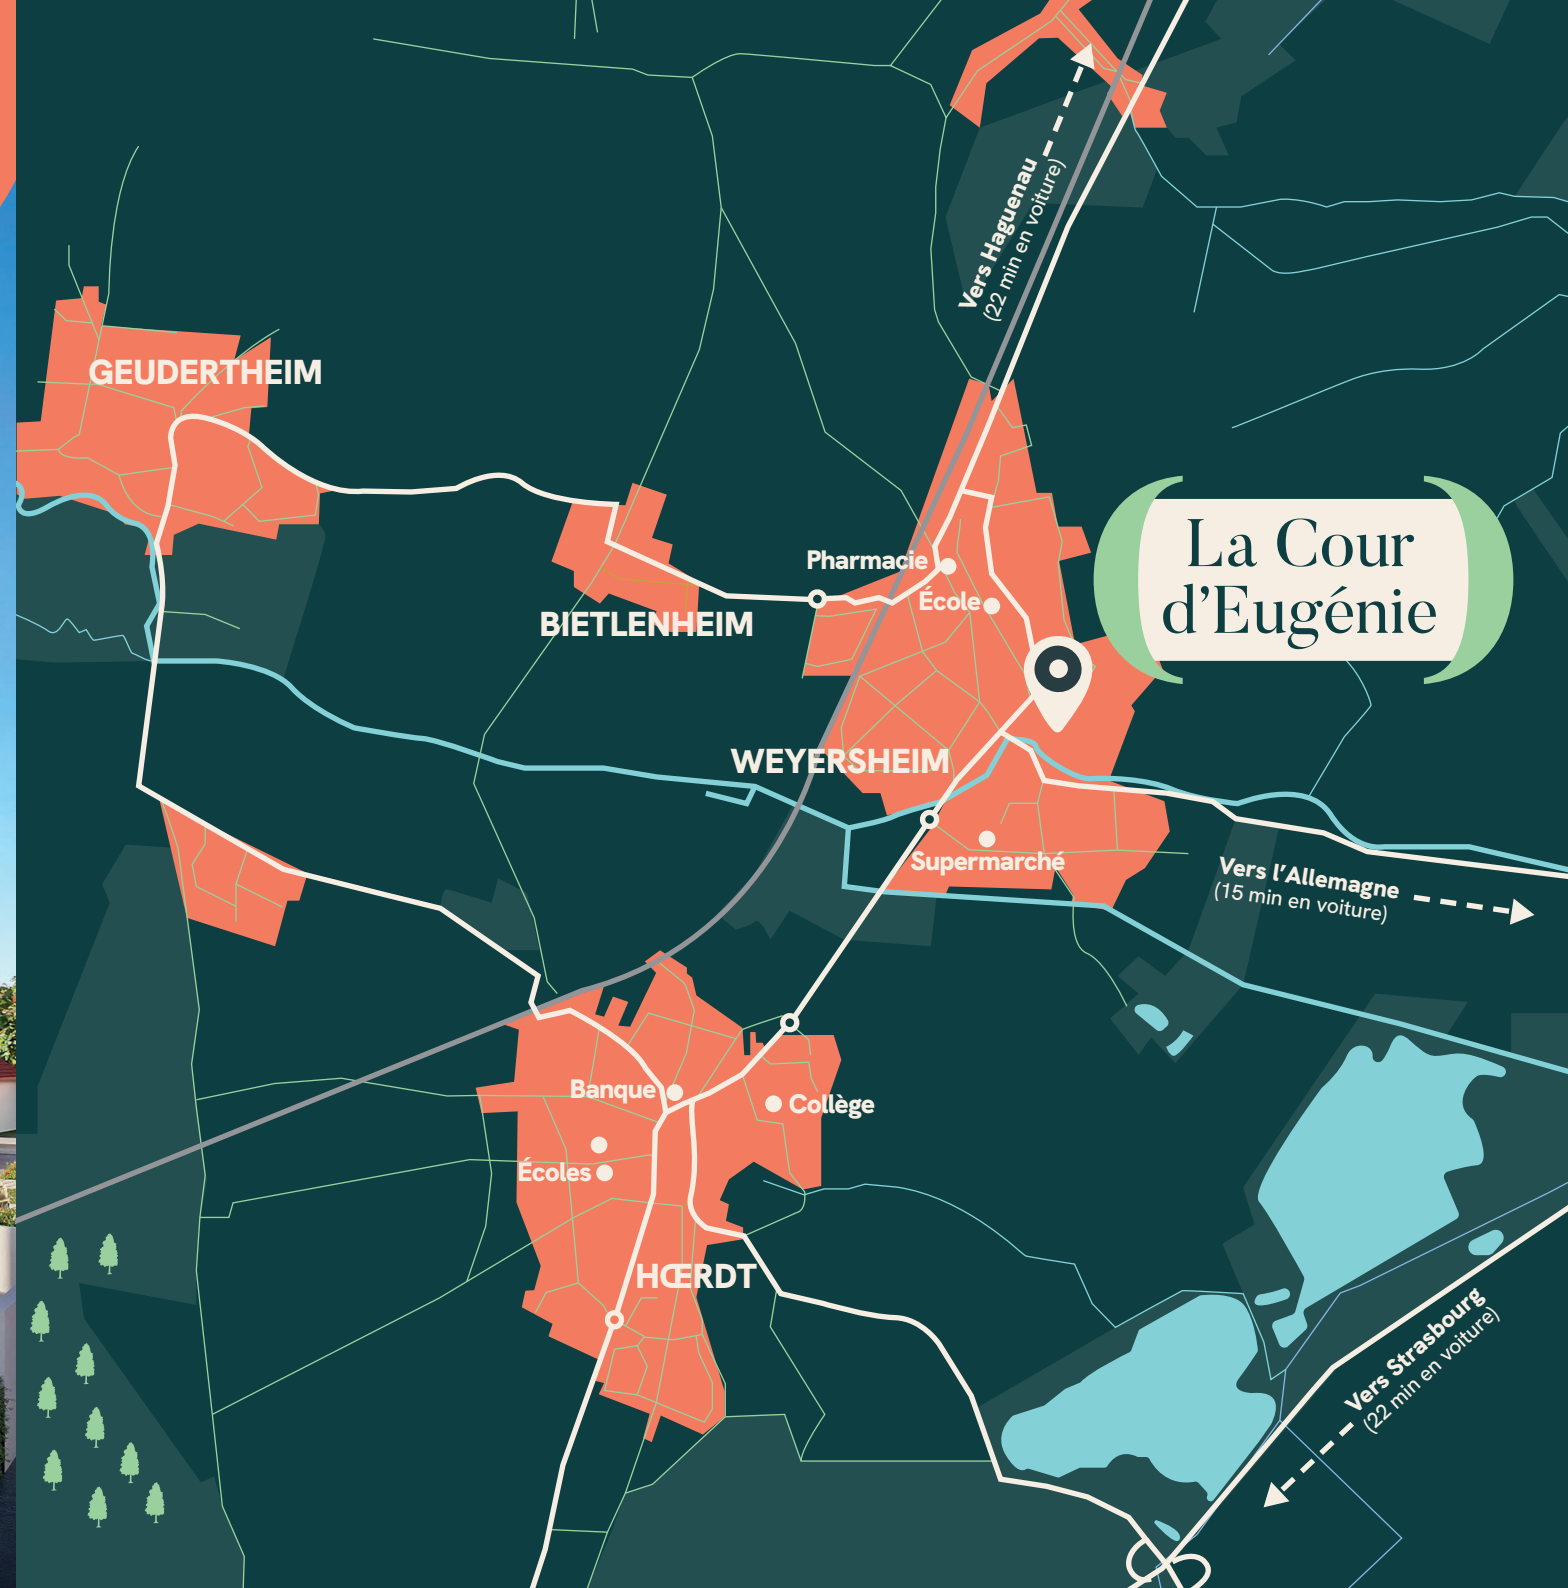 Vers Haguenau
(22 min en voiture)
GEUDERTHEIM
La Cour
d’Eugénie
Pharmacie
École
BIETLENHEIM
WEYERSHEIM
Supermarché
Vers l’Allemagne
(15 min en voiture)
Banque
Collège
Écoles
HŒRDT
Vers Strasbourg
(22 min en voiture)